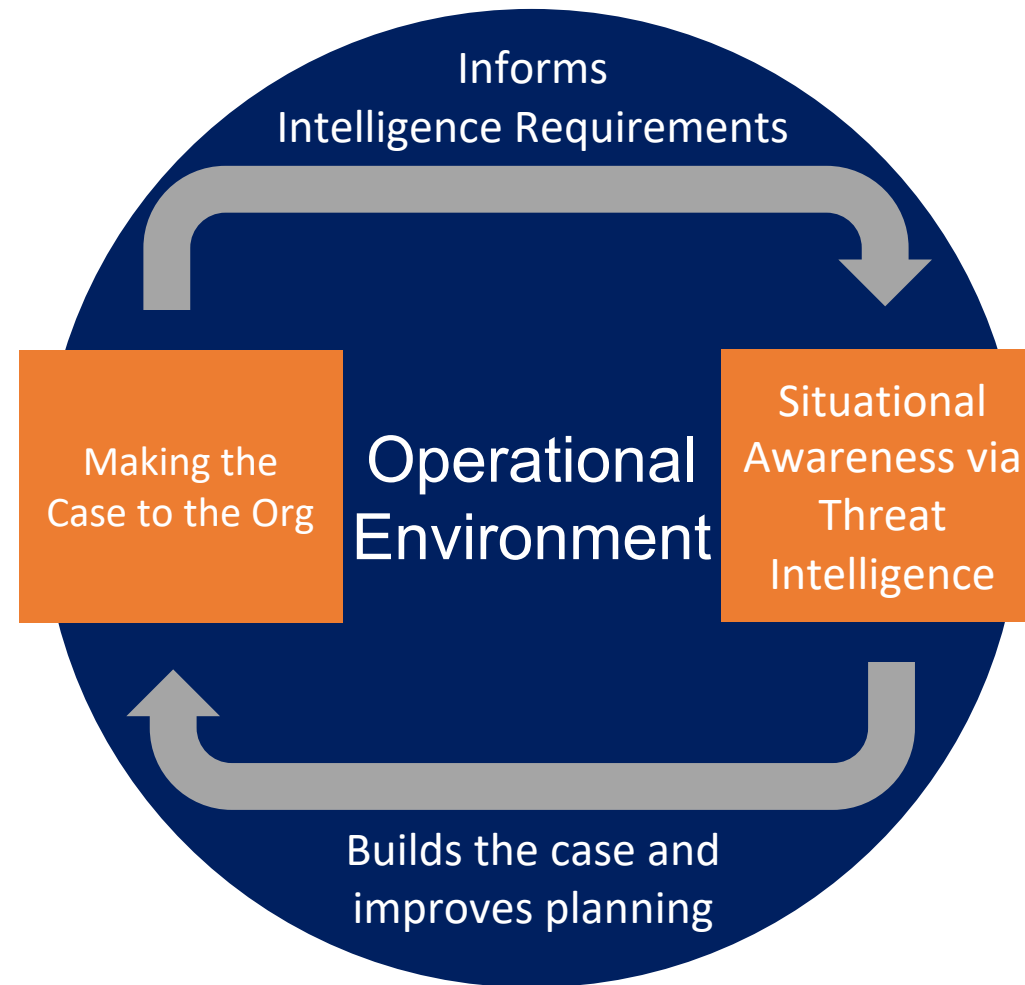 Informs
Intelligence Requirements
Making the
Case to the Org
Operational
Environment
Situational
Awareness via
Threat
Intelligence
Builds the case and
improves planning